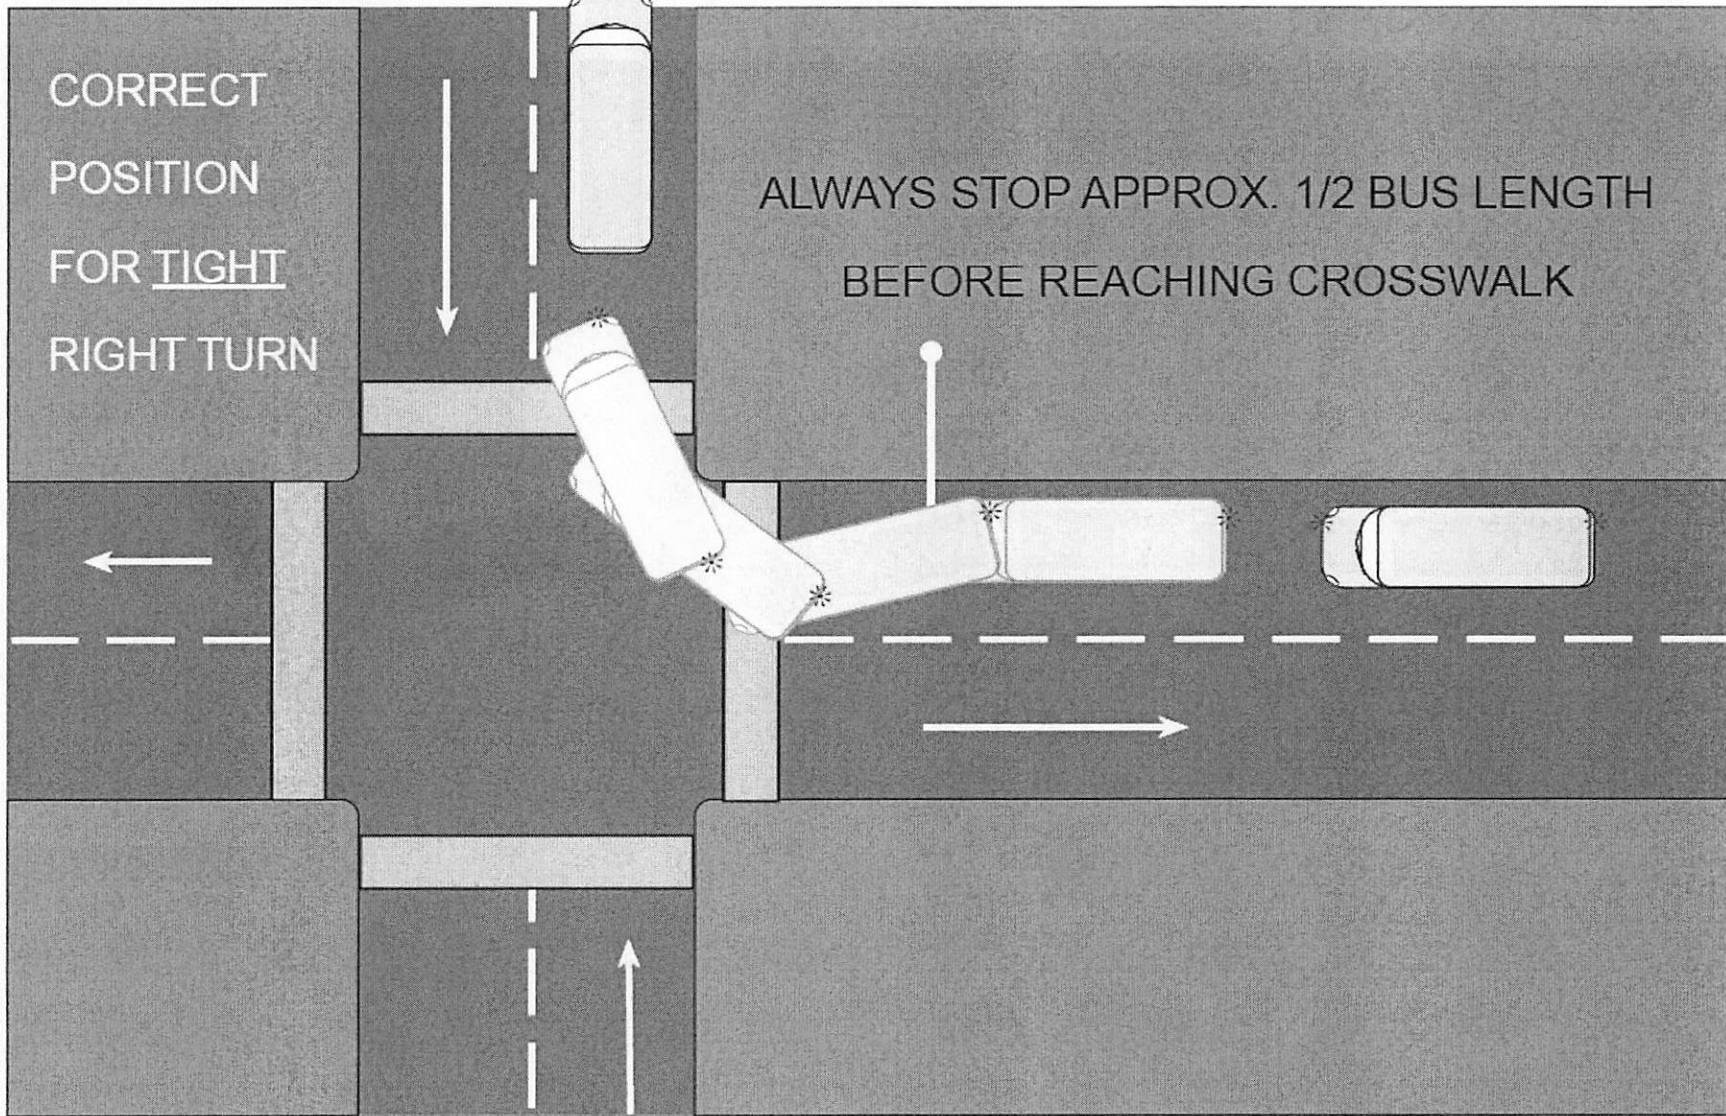 CORRECT
POSITION
FOR TIGHT
RIGHT TURN
ALWAYS STOP APPROX. 1/2 BUS LENGTH
BEFORE REACHING CROSSWALK